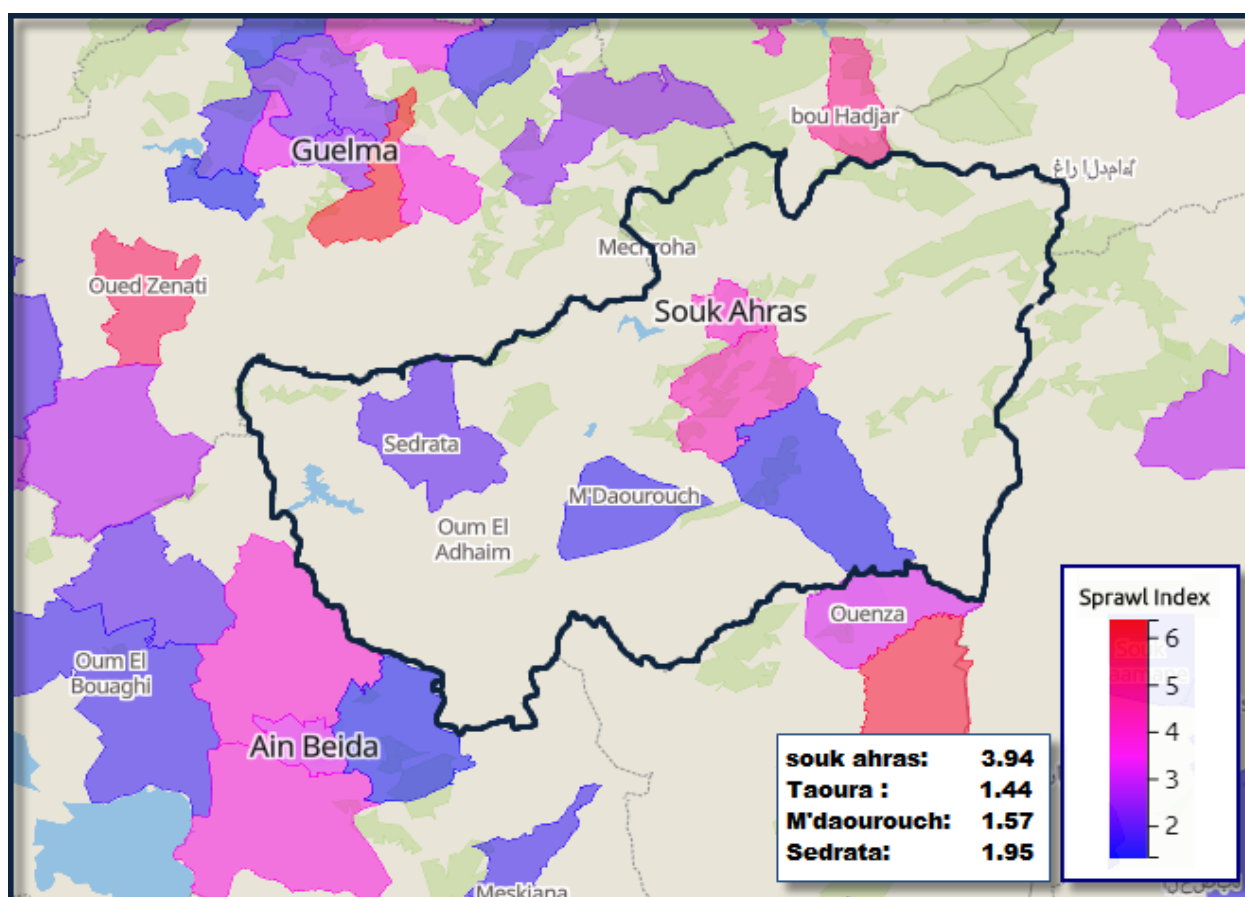 bou Hadjar
Guelma
Mechroha
Oued Zenati
Souk Ahras
Sedrata
M'Daourouch
Oum El
Adhaim
Ouenza
Oum El
Bouaghi
Ain Beida
Meskiana
Sprawl Index
6
5
4
3
2
souk ahras: 3.94
Taoura : 1.44
M'daourouch: 1.57
Sedrata: 1.95